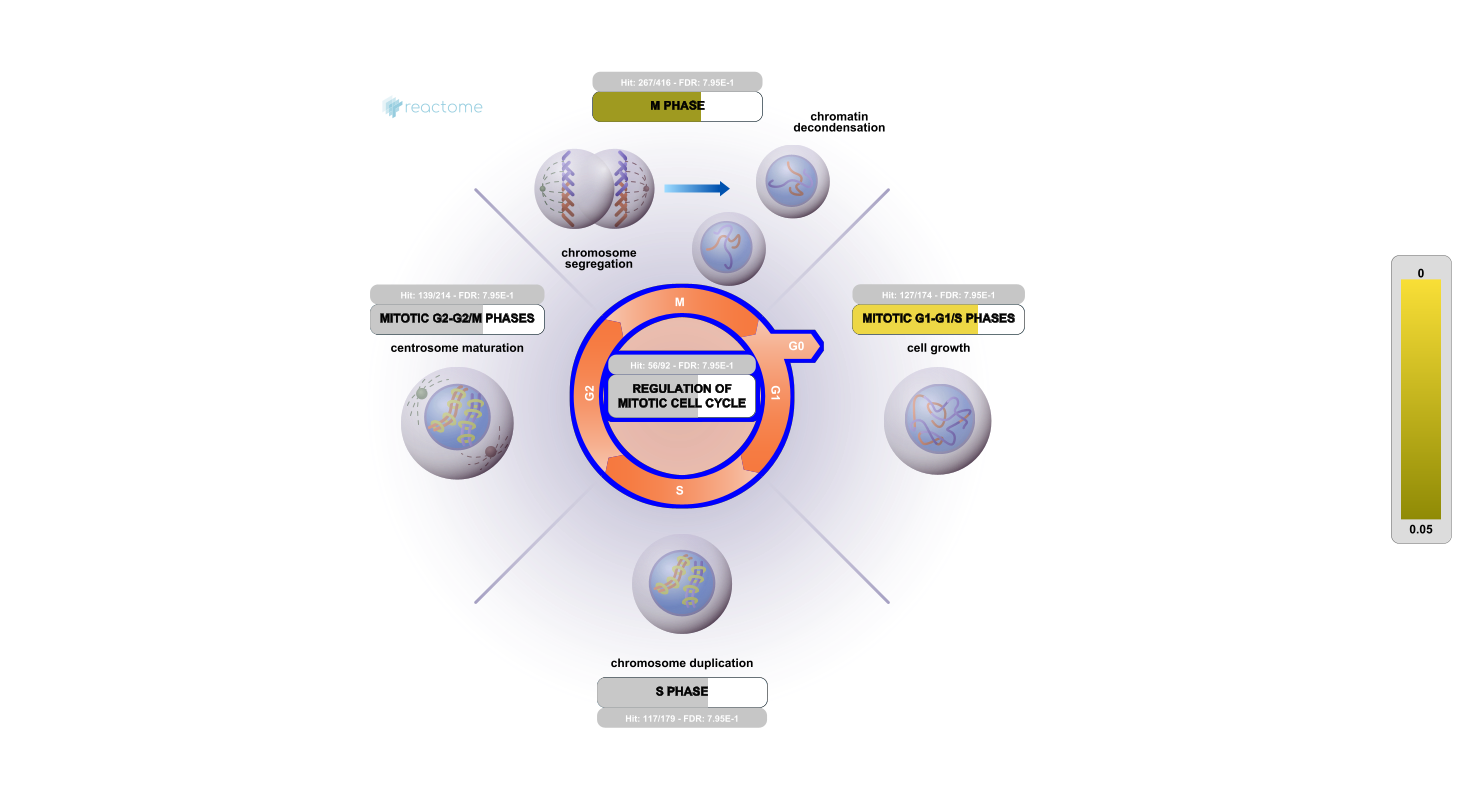 Hit: 267/416 - FDR: 7.95E-1
M PHASE
reactome
chromatin
decondensation
chromosome
segregation
Hit: 139/214 - FDR: 7.95E-1
MITOTIC G2-G2/M PHASES
centrosome maturation
Hit: 127/174 - FDR: 7.95E-1
MITOTIC G1-G1/S PHASES
cell growth
M
G0
G2
G1
S
Hit: 56/92 - FDR: 7.95E-1
REGULATION OF
MITOTIC CELL CYCLE
chromosome duplication
S PHASE
Hit: 117/179 - FDR: 7.95E-1
0
0.05